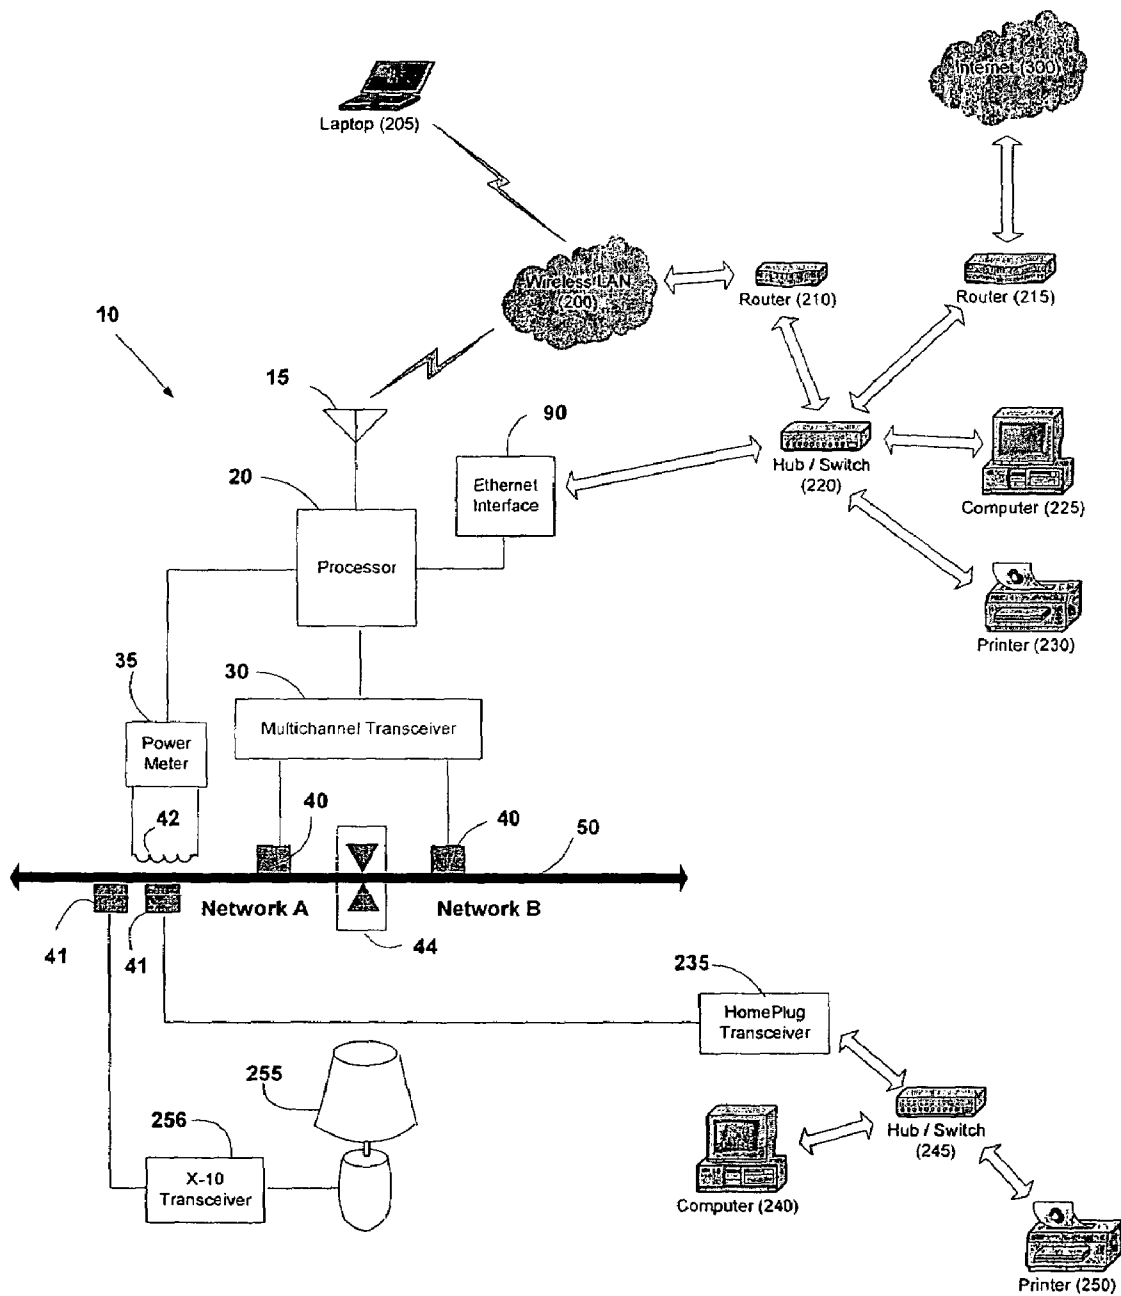 Internet (300)
Laptop (205)
Wireless LAN
(200)
Router (210)
Router (215)
10
15
90
20
Ethernet
Interface
Hub / Switch
(220)
Computer (225)
Processor
Printer (230)
35
30
Power
Meter
Multichannel Transceiver
42
40
40
50
Network A
Network B
41
41
44
235
HomePlug
Transceiver
255
256
Hub / Switch
(245)
X-10
Transceiver
Computer (240)
Printer (250)